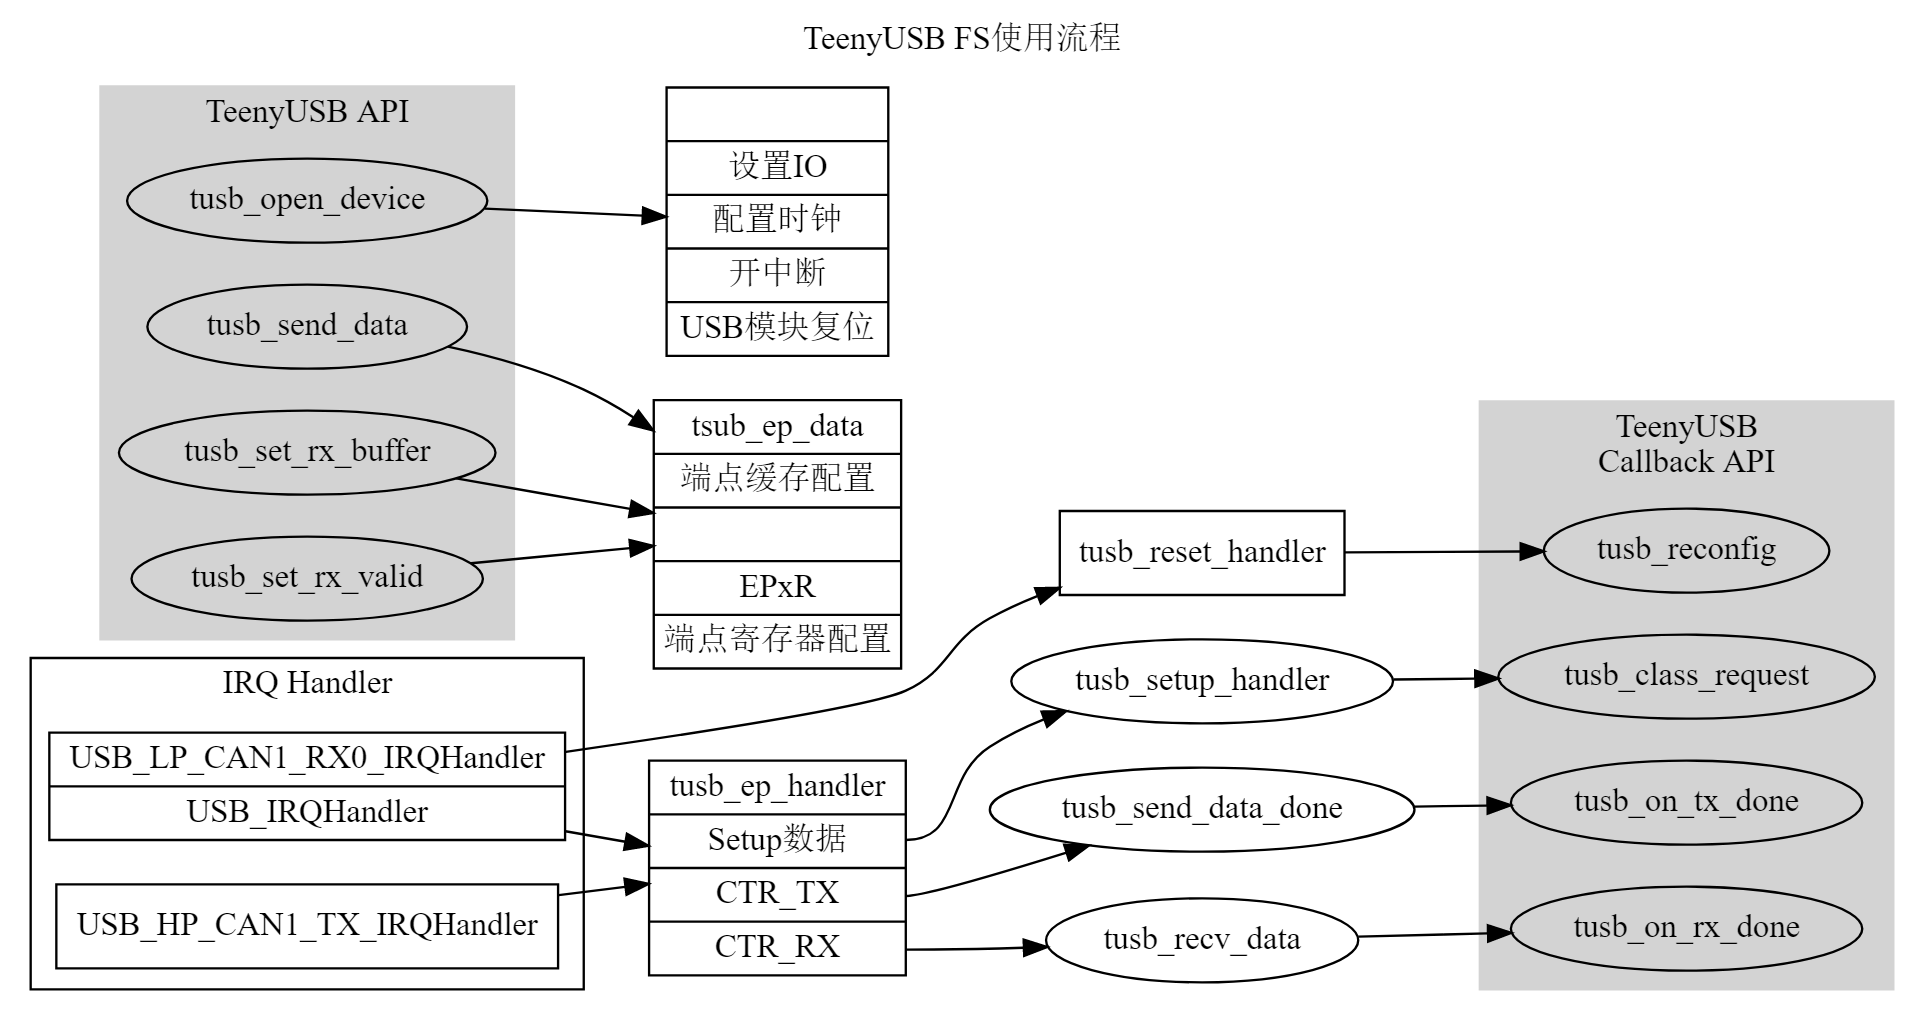 TeenyUSB FS使用流程
TeenyUSB API
tusb_open_device
tusb_send_data
tusb_set_rx_buffer
tusb_set_rx_valid
设置IO
配置时钟
开中断
USB模块复位
tsub_ep_data
端点缓存配置
EPxR
端点寄存器配置
IRQ Handler
USB_LP_CAN1_RX0_IRQHandler
USB_IRQHandler
USB_HP_CAN1_TX_IRQHandler
tusb_ep_handler
Setup数据
CTR_TX
CTR_RX
tusb_reset_handler
tusb_setup_handler
tusb_send_data_done
tusb_recv_data
TeenyUSB
Callback API
tusb_reconfig
tusb_class_request
tusb_on_tx_done
tusb_on_rx_done